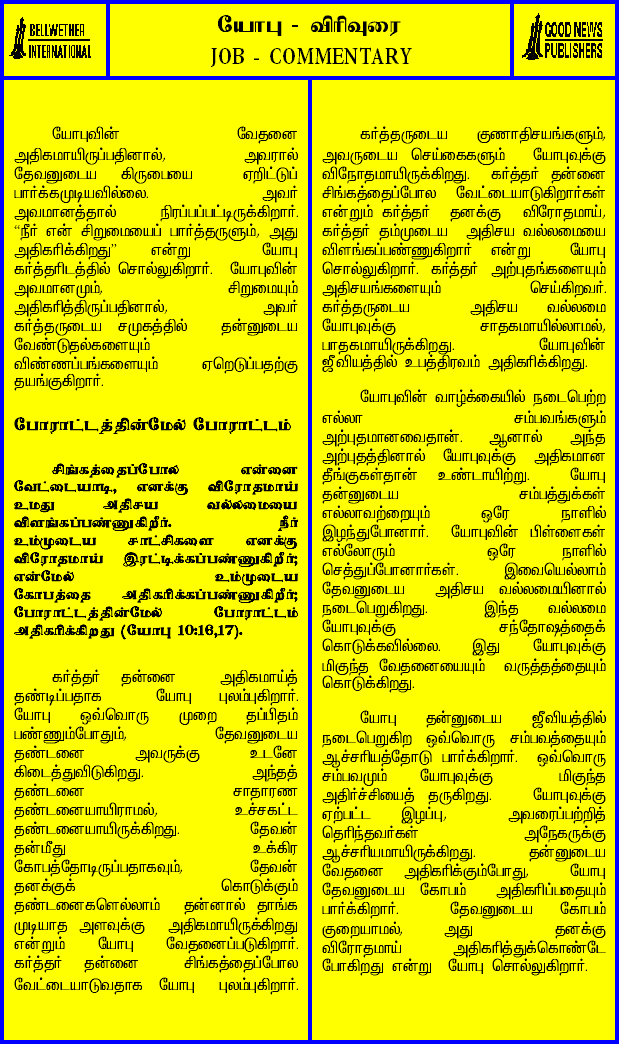 BELLWETHER
INTERNATIONAL
யோபு - விரிவுரை
JOB - COMMENTARY
GOOD NEWS
PUBLISHERS
யோபுவின் வேதனை
அதிகமாயிருப்பதினால், அவரால்
தேவனுடைய கிருபையை ஏறிட்டுப்
பார்க்கமுடியவில்லை. அவர்
அவமானத்தால் நிரப்பப்பட்டிருக்கிறார்.
“நீர் என் சிறுமையைப் பார்த்தருளும், அது
அதிகரிக்கிறது” என்று யோபு
கர்த்தரிடத்தில் சொல்லுகிறார். யோபுவின்
அவமானமும், சிறுமையும்
அதிகரித்திருப்பதினால், அவர்
கர்த்தருடைய சமுகத்தில் தன்னுடைய
வேண்டுதல்களையும்
விண்ணப்பங்களையும் ஏறெடுப்பதற்கு
தயங்குகிறார்.
போராட்டத்தின்மேல் போராட்டம்
சிங்கத்தைப்போல என்னை
வேட்டையாடி, எனக்கு விரோதமாய்
உமது அதிசய வல்லமையை
விளங்கப்பண்ணுகிறீர். நீர்
உம்முடைய சாட்சிகளை எனக்கு
விரோதமாய் இரட்டிக்கப்பண்ணுகிறீர்;
என்மேல் உம்முடைய
கோபத்தை அதிகரிக்கப்பண்ணுகிறீர்;
போராட்டத்தின்மேல் போராட்டம்
அதிகரிக்கிறது (யோபு 10:16,17).
கர்த்தர் தன்னை அதிகமாய்த்
தண்டிப்பதாக யோபு புலம்புகிறார்.
யோபு ஒவ்வொரு முறை தப்பிதம்
பண்ணும்போதும், தேவனுடைய
தண்டனை அவருக்கு உடனே
கிடைத்துவிடுகிறது. அந்தத்
தண்டனை சாதாரண
தண்டனையாயிராமல், உச்சகட்ட
தண்டனையாயிருக்கிறது. தேவன்
தன்மீது உக்கிர
கோபத்தோடிருப்பதாகவும், தேவன்
தனக்குக் கொடுக்கும்
தண்டனைகளெல்லாம் தன்னால் தாங்க
முடியாத அளவுக்கு அதிகமாயிருக்கிறது
என்றும் யோபு வேதனைப்படுகிறார்.
கர்த்தர் தன்னை சிங்கத்தைப்போல
வேட்டையாடுவதாக யோபு புலம்புகிறார்.
கர்த்தருடைய குணாதிசயங்களும்,
அவருடைய செய்கைகளும் யோபுவுக்கு
விநோதமாயிருக்கிறது. கர்த்தர் தன்னை
சிங்கத்தைப்போல வேட்டையாடுகிறார்கள்
என்றும் கர்த்தர் தனக்கு விரோதமாய்,
கர்த்தர் தம்முடைய அதிசய வல்லமையை
விளங்கப்பண்ணுகிறார் என்று யோபு
சொல்லுகிறார். கர்த்தர் அற்புதங்களையும்
அதிசயங்களையும் செய்கிறவர்.
கர்த்தருடைய அதிசய வல்லமை
யோபுவுக்கு சாதகமாயில்லாமல்,
பாதகமாயிருக்கிறது. யோபுவின்
ஜீவியத்தில் உபத்திரவம் அதிகரிக்கிறது.
யோபுவின் வாழ்க்கையில் நடைபெற்ற
எல்லா சம்பவங்களும்
அற்புதமானவைதான். ஆனால் அந்த
அற்புதத்தினால் யோபுவுக்கு அதிகமான
தீங்குகள்தான் உண்டாயிற்று. யோபு
தன்னுடைய சம்பத்துக்கள்
எல்லாவற்றையும் ஒரே நாளில்
இழந்துபோனார். யோபுவின் பிள்ளைகள்
எல்லோரும் ஒரே நாளில்
செத்துப்போனார்கள். இவையெல்லாம்
தேவனுடைய அதிசய வல்லமையினால்
நடைபெறுகிறது. இந்த வல்லமை
யோபுவுக்கு சந்தோஷத்தைக்
கொடுக்கவில்லை. இது யோபுவுக்கு
மிகுந்த வேதனையையும் வருத்தத்தையும்
கொடுக்கிறது.
யோபு தன்னுடைய ஜீவியத்தில்
நடைபெறுகிற ஒவ்வொரு சம்பவத்தையும்
ஆச்சரியத்தோடு பார்க்கிறார். ஒவ்வொரு
சம்பவமும் யோபுவுக்கு மிகுந்த
அதிர்ச்சியைத் தருகிறது. யோபுவுக்கு
ஏற்பட்ட இழப்பு, அவரைப்பற்றித்
தெரிந்தவர்கள் அநேகருக்கு
ஆச்சரியமாயிருக்கிறது. தன்னுடைய
வேதனை அதிகரிக்கும்போது, யோபு
தேவனுடைய கோபம் அதிகரிப்பதையும்
பார்க்கிறார். தேவனுடைய கோபம்
குறையாமல், அது தனக்கு
விரோதமாய் அதிகரித்துக்கொண்டே
போகிறது என்று யோபு சொல்லுகிறார்.